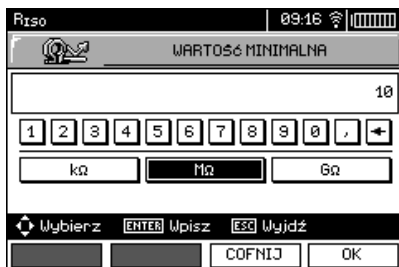 RISO 09:16
WARTOŚĆ MINIMALNA
10
1 2 3 4 5 6 7 8 9 0 ,
kΩ MΩ GΩ
Wybierz ENTER Wpisz ESC Wyjdź
COFNIJ OK